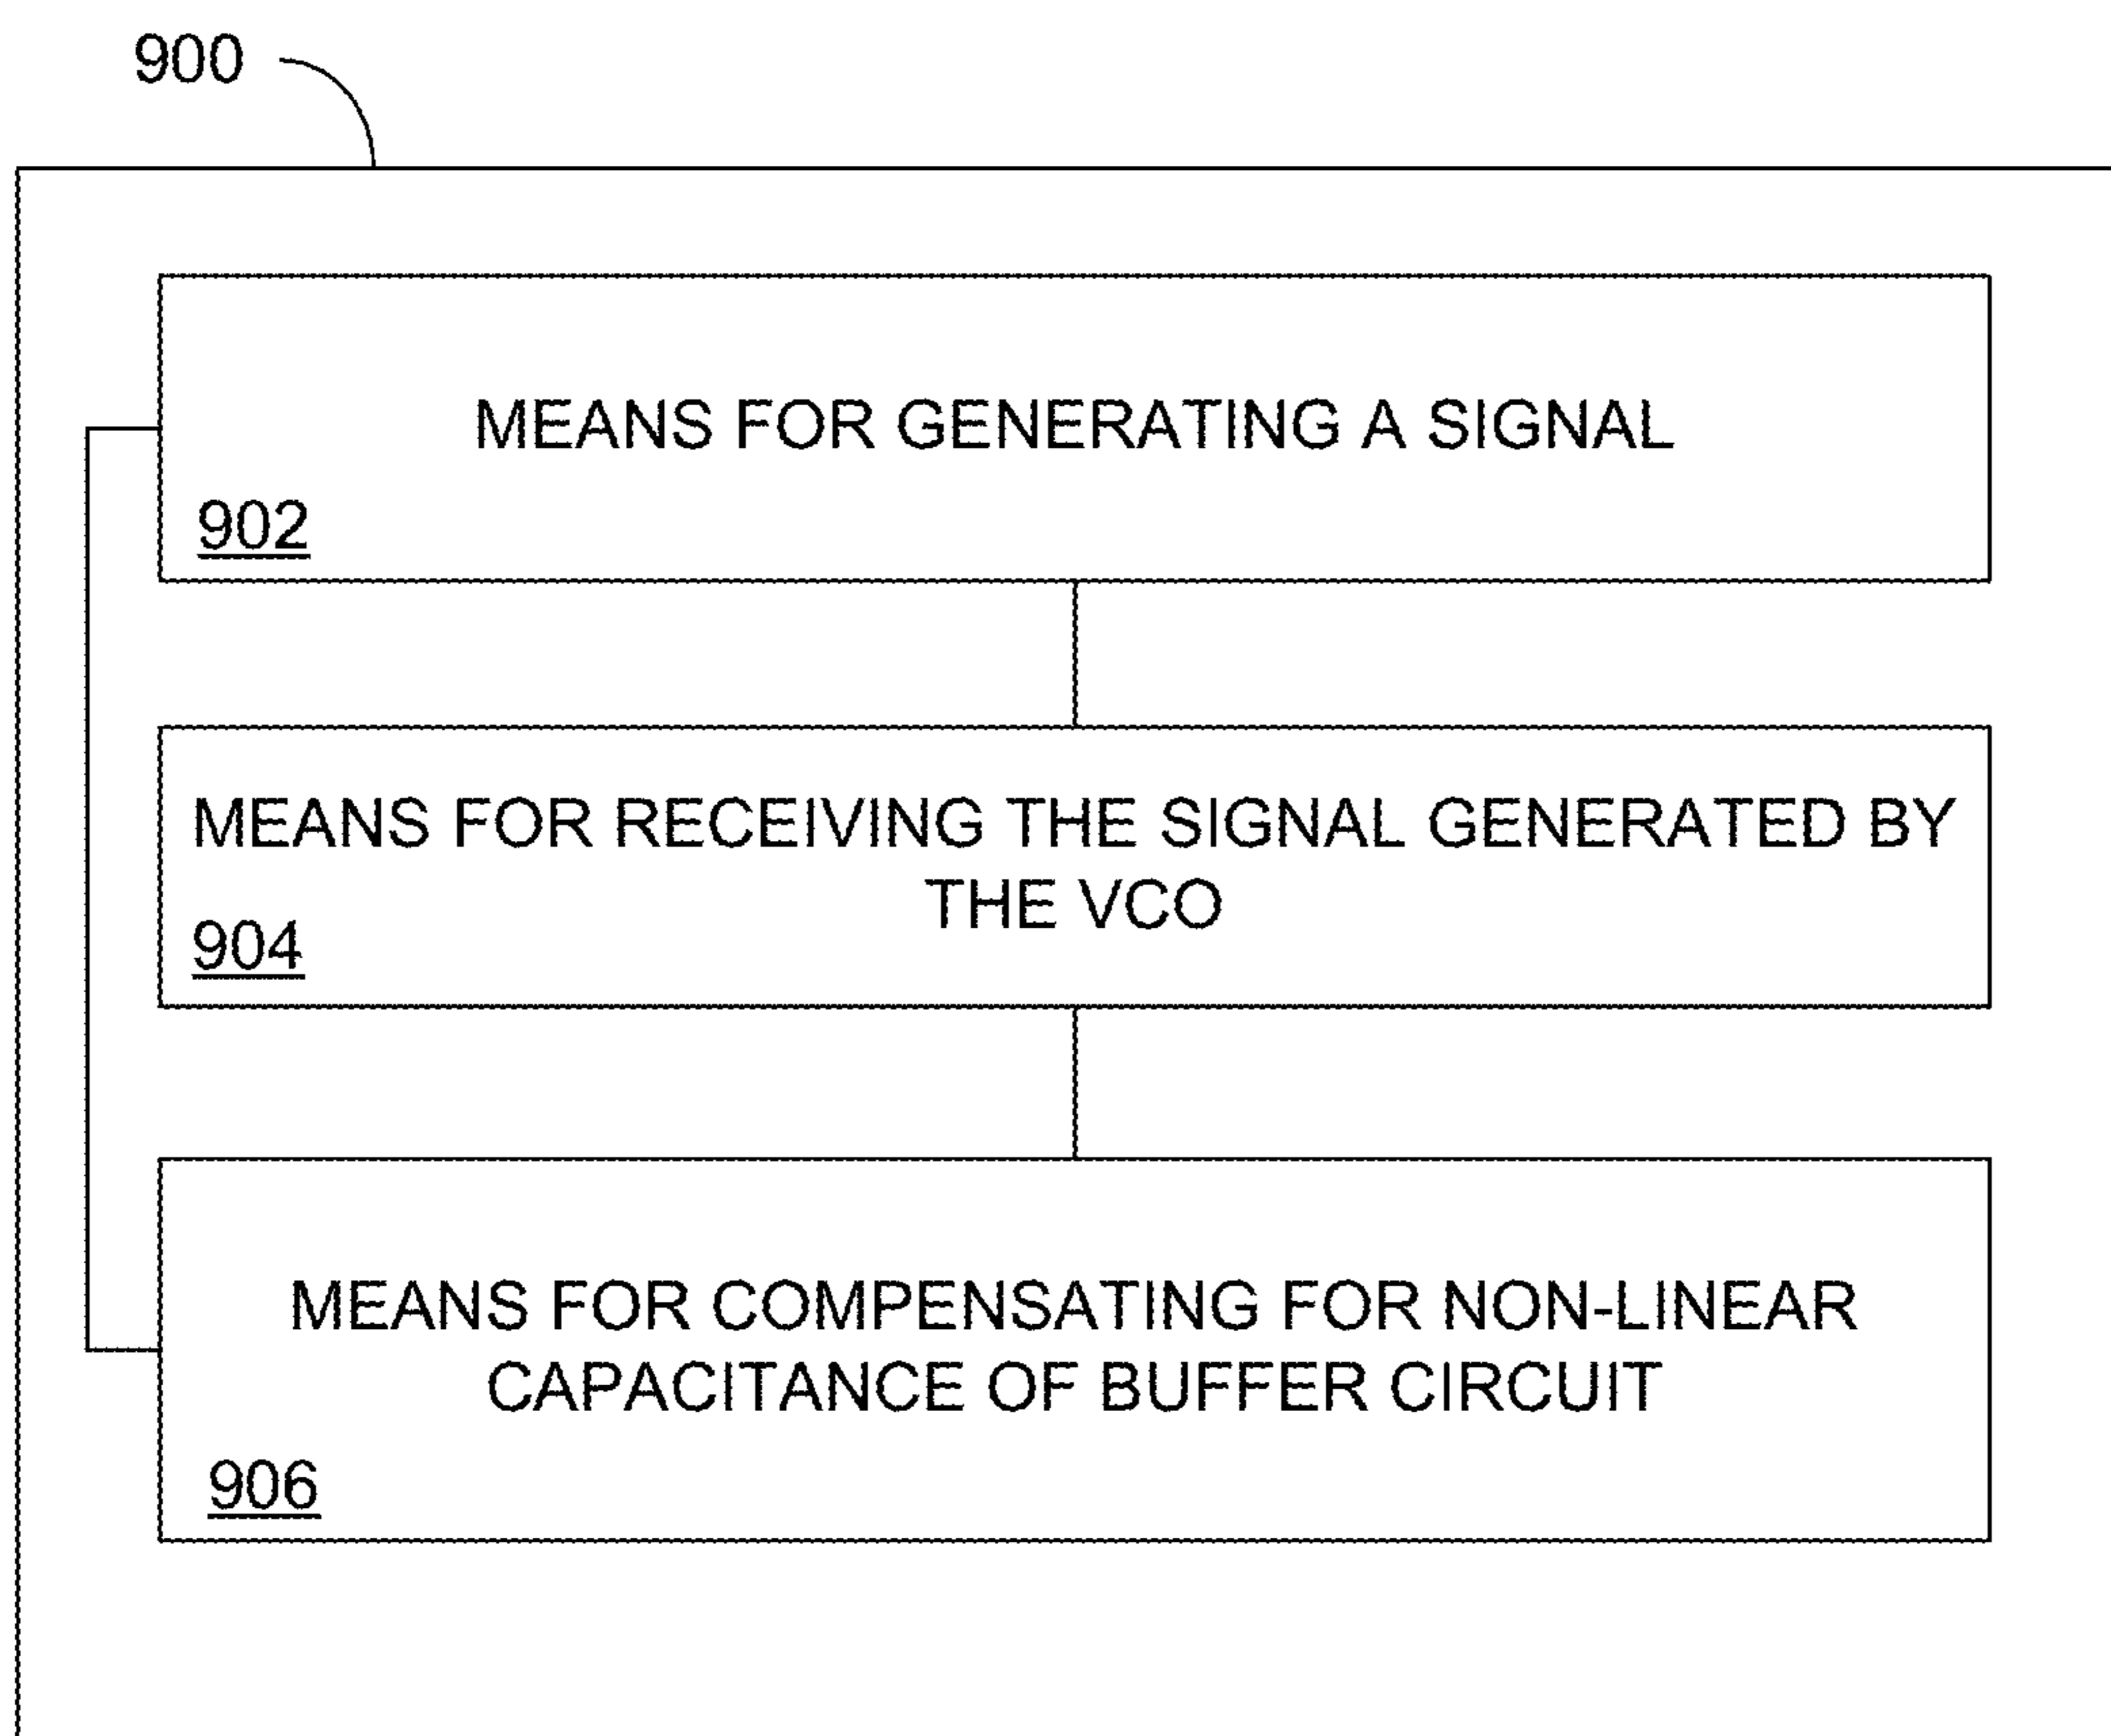 900
MEANS FOR GENERATING A SIGNAL
902
MEANS FOR RECEIVING THE SIGNAL GENERATED BY
THE VCO
904
MEANS FOR COMPENSATING FOR NON-LINEAR
CAPACITANCE OF BUFFER CIRCUIT
906